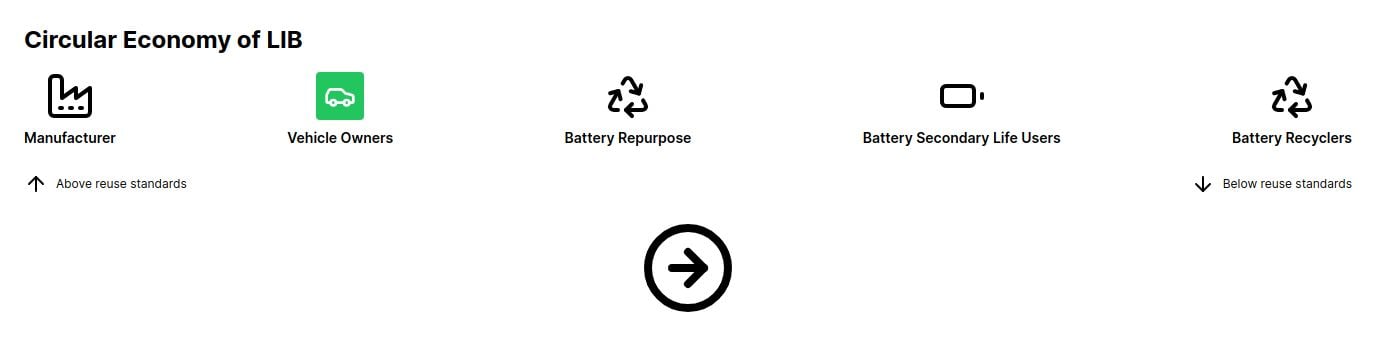 Circular Economy of LIB
Manufacturer
Vehicle Owners
Battery Repurpose
Battery Secondary Life Users
Battery Recyclers
Above reuse standards
Below reuse standards